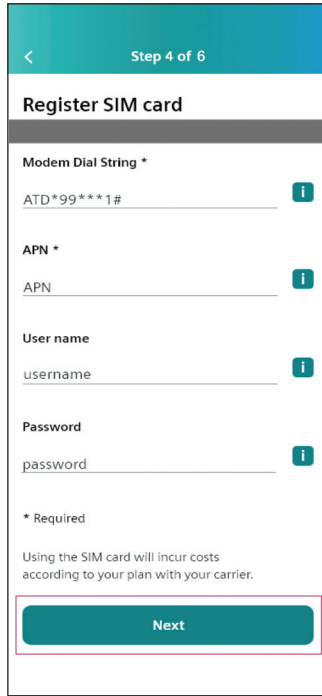 Step 4 of 6
Register SIM card
Modem Dial String *
ATD*99***1#
i
APN *
APN
i
User name
username
i
Password
password
i
* Required
Using the SIM card will incur costs
according to your plan with your carrier.
Next